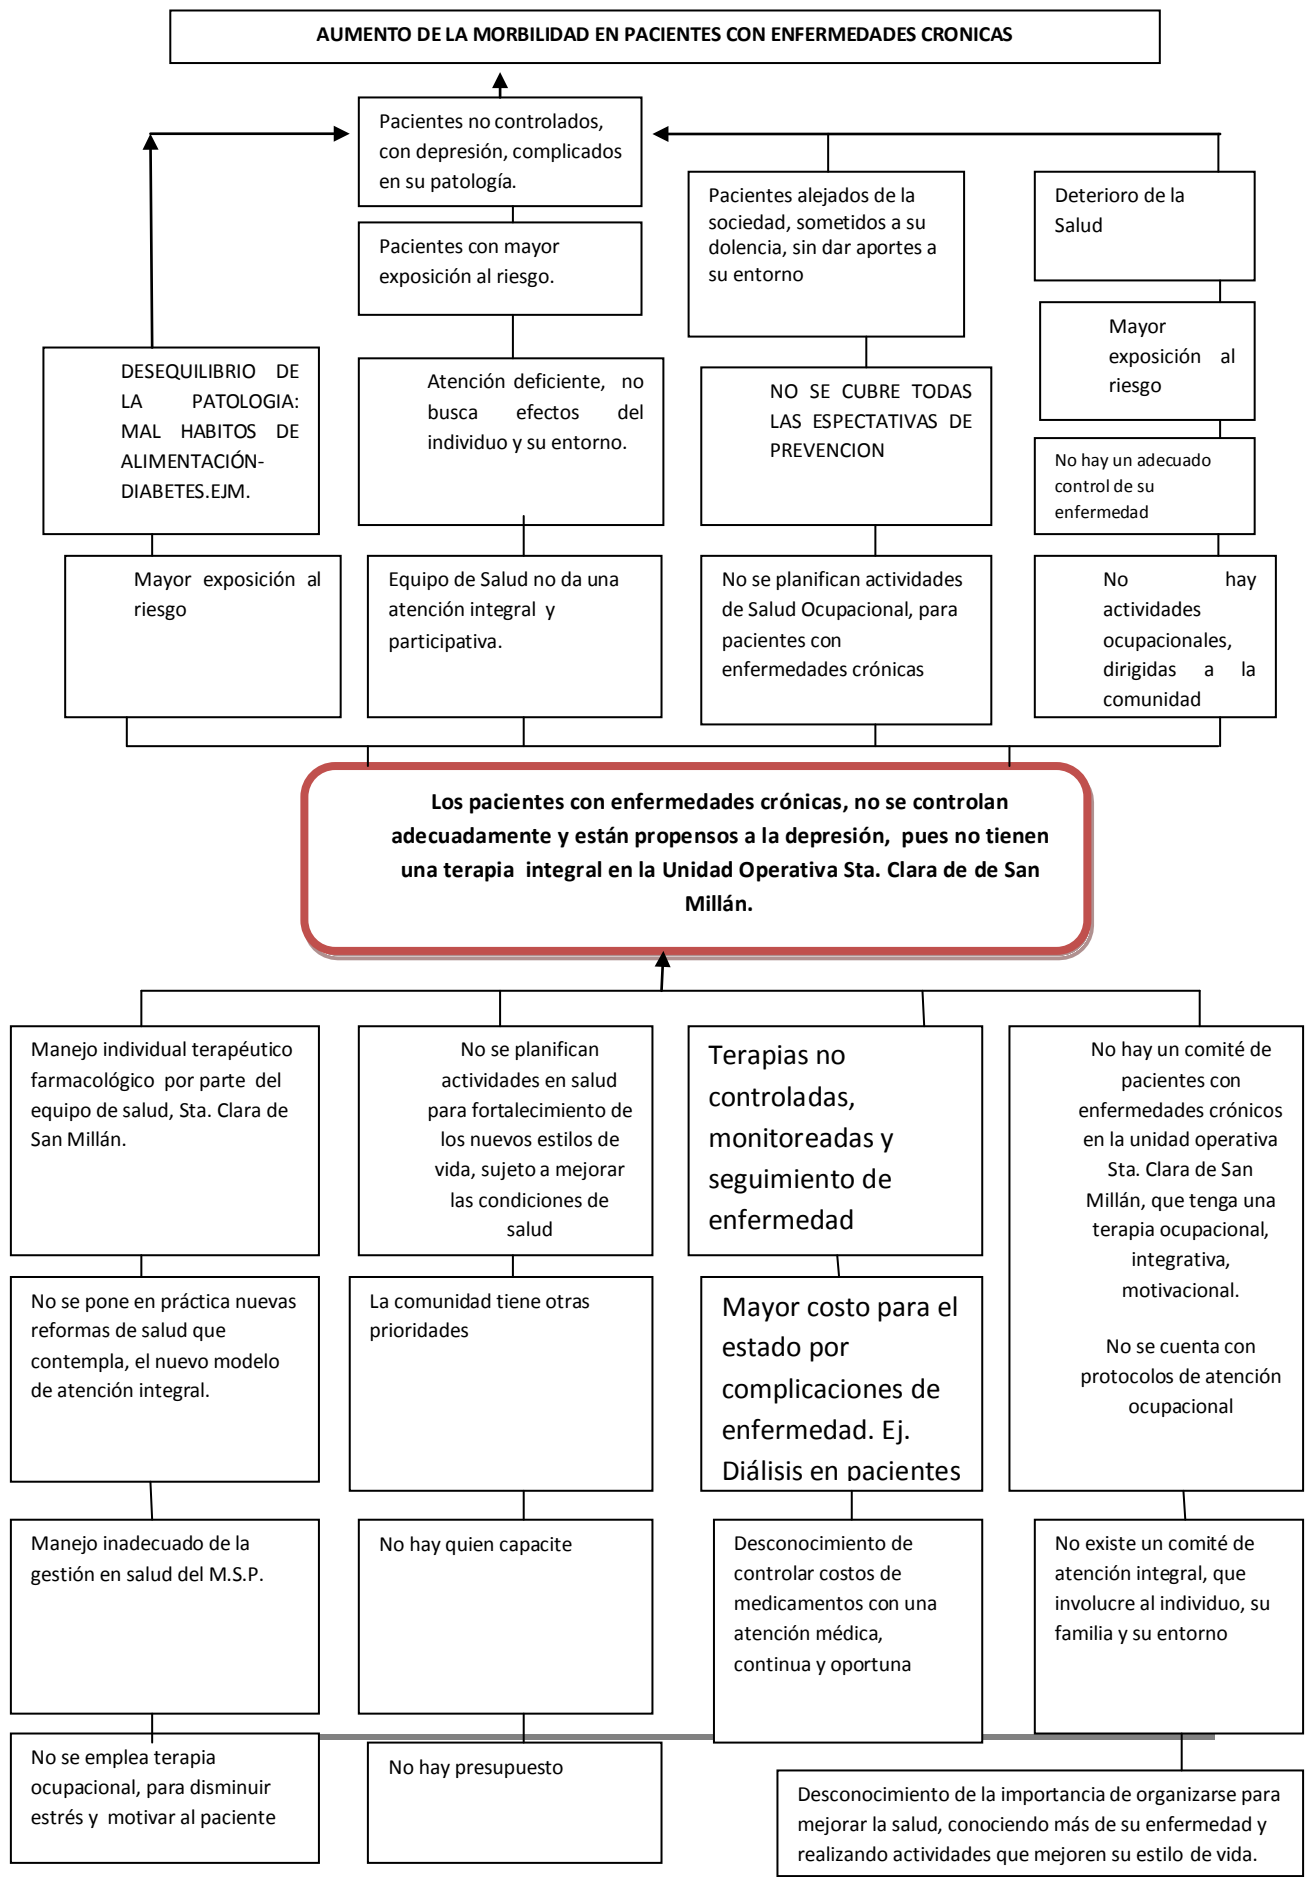 AUMENTO DE LA MORBILIDAD EN PACIENTES CON ENFERMEDADES CRONICAS
Pacientes no controlados,
con depresión, complicados
en su patología.
Pacientes con mayor
exposición al riesgo.
Pacientes alejados de la
sociedad, sometidos a su
dolencia, sin dar aportes a
su entorno
Deterioro de la
Salud
Mayor
exposición al
riesgo
DESEQUILIBRIO DE
LA PATOLOGIA:
MAL HABITOS DE
ALIMENTACIÓN-
DIABETES.EJM.
Atención deficiente, no
busca efectos del
individuo y su entorno.
NO SE CUBRE TODAS
LAS ESPECTATIVAS DE
PREVENCION
No hay un adecuado
control de su
enfermedad
Mayor exposición al
riesgo
Equipo de Salud no da una
atención integral y
participativa.
No se planifican actividades
de Salud Ocupacional, para
pacientes con
enfermedades crónicas
No hay
actividades
ocupacionales,
dirigidas a la
comunidad
Los pacientes con enfermedades crónicas, no se controlan
adecuadamente y están propensos a la depresión, pues no tienen
una terapia integral en la Unidad Operativa Sta. Clara de de San
Millán.
Manejo individual terapéutico
farmacológico por parte del
equipo de salud, Sta. Clara de
San Millán.
No se planifican
actividades en salud
para fortalecimiento de
los nuevos estilos de
vida, sujeto a mejorar
las condiciones de
salud
Terapias no
controladas,
monitoreadas y
seguimiento de
enfermedad
No hay un comité de
pacientes con
enfermedades crónicos
en la unidad operativa
Sta. Clara de San
Millán, que tenga una
terapia ocupacional,
integrativa,
motivacional.
No se cuenta con
protocolos de atención
ocupacional
No se pone en práctica nuevas
reformas de salud que
contempla, el nuevo modelo
de atención integral.
La comunidad tiene otras
prioridades
Mayor costo para el
estado por
complicaciones de
enfermedad. Ej.
Diálisis en pacientes
Manejo inadecuado de la
gestión en salud del M.S.P.
No hay quien capacite
Desconocimiento de
controlar costos de
medicamentos con una
atención médica,
continua y oportuna
No existe un comité de
atención integral, que
involucre al individuo, su
familia y su entorno
No se emplea terapia
ocupacional, para disminuir
estrés y motivar al paciente
No hay presupuesto
Desconocimiento de la importancia de organizarse para
mejorar la salud, conociendo más de su enfermedad y
realizando actividades que mejoren su estilo de vida.